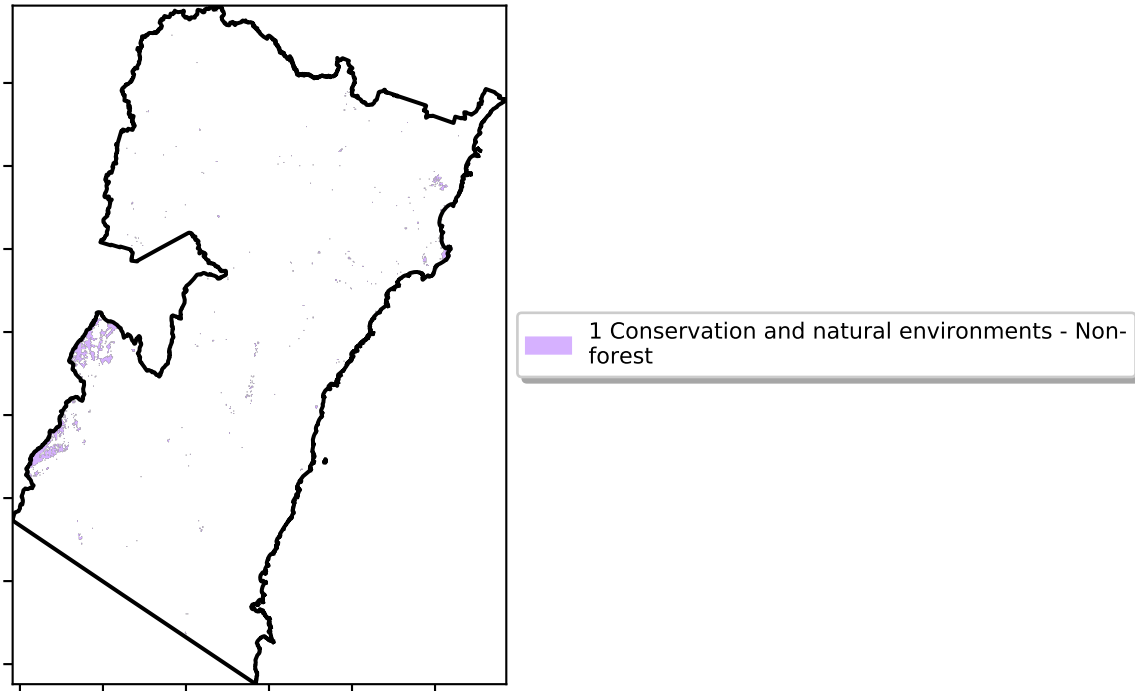 1 Conservation and natural environments - Non-
forest